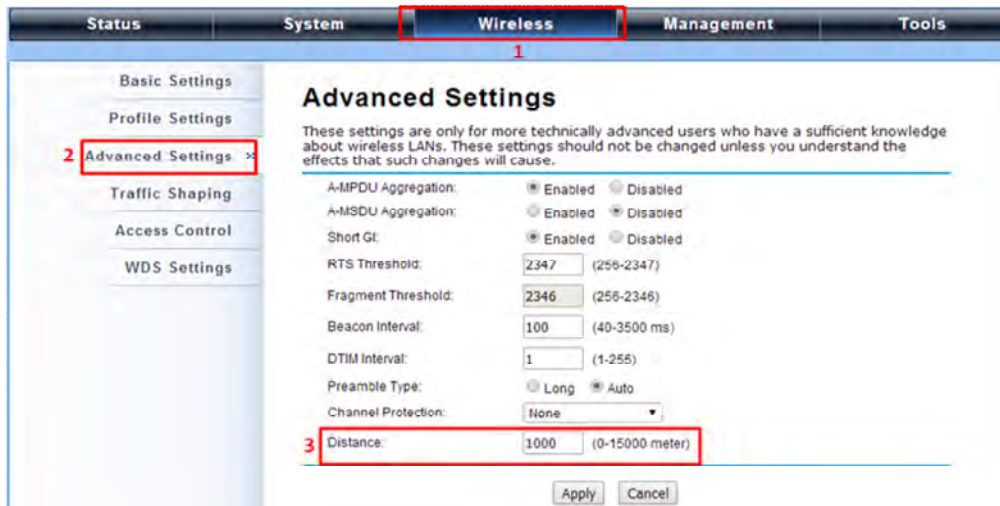 Status System Wireless Management Tools
1
Basic Settings
Profile Settings
2 Advanced Settings »
Traffic Shaping
Access Control
WDS Settings
Advanced Settings
These settings are only for more technically advanced users who have a sufficient knowledge
about wireless LANs. These settings should not be changed unless you understand the
effects that such changes will cause.
A-MPDU Aggregation: Enabled Disabled
A-MSDU Aggregation: Enabled Disabled
Short GI: Enabled Disabled
RTS Threshold: 2347 (256-2347)
Fragment Threshold: 2346 (256-2346)
Beacon Interval: 100 (40-3500 ms)
DTIM Interval: 1 (1-255)
Preamble Type: Long Auto
Channel Protection: None
3 Distance: 1000 (0-15000 meter)
Apply Cancel